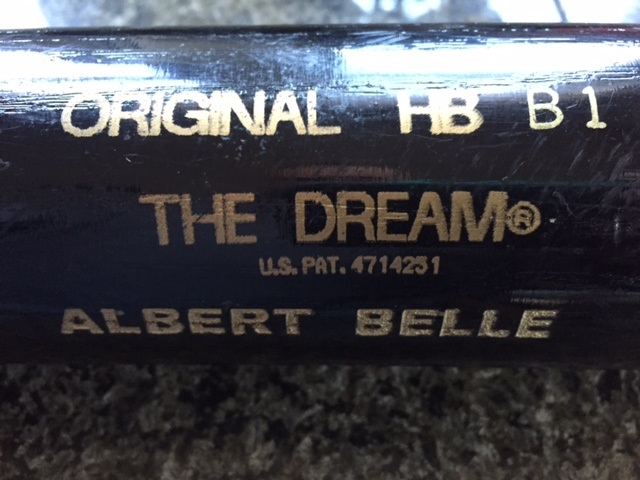 ORIGINAL HB B1
THE DREAM®
U.S. PAT. 4714251
ALBERT BELLE